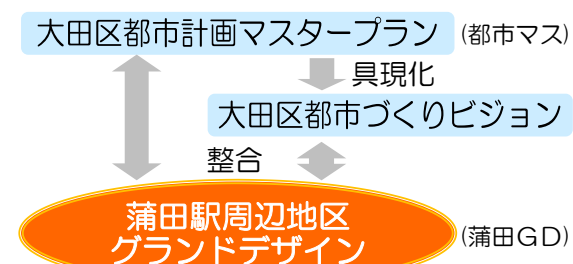 大田区都市計画マスタープラン (都市マス)
具現化
大田区都市づくりビジョン
整合
蒲田駅周辺地区
グランドデザイン (蒲田GD)